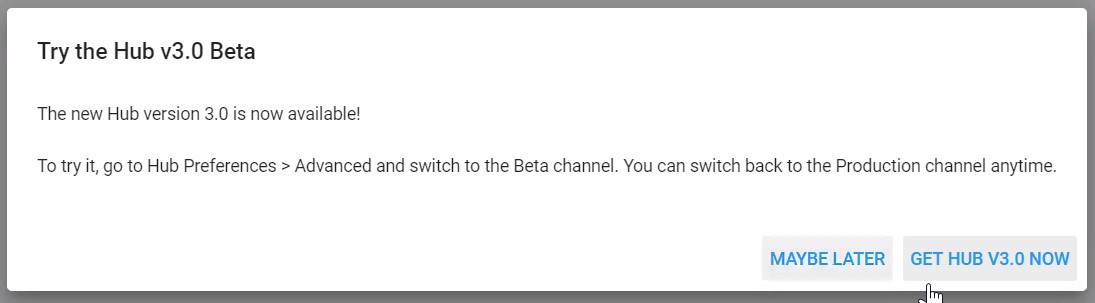 Try the Hub v3.0 Beta
The new Hub version 3.0 is now available!
To try it, go to Hub Preferences > Advanced and switch to the Beta channel. You can switch back to the Production channel anytime.
MAYBE LATER
GET HUB V3.0 NOW